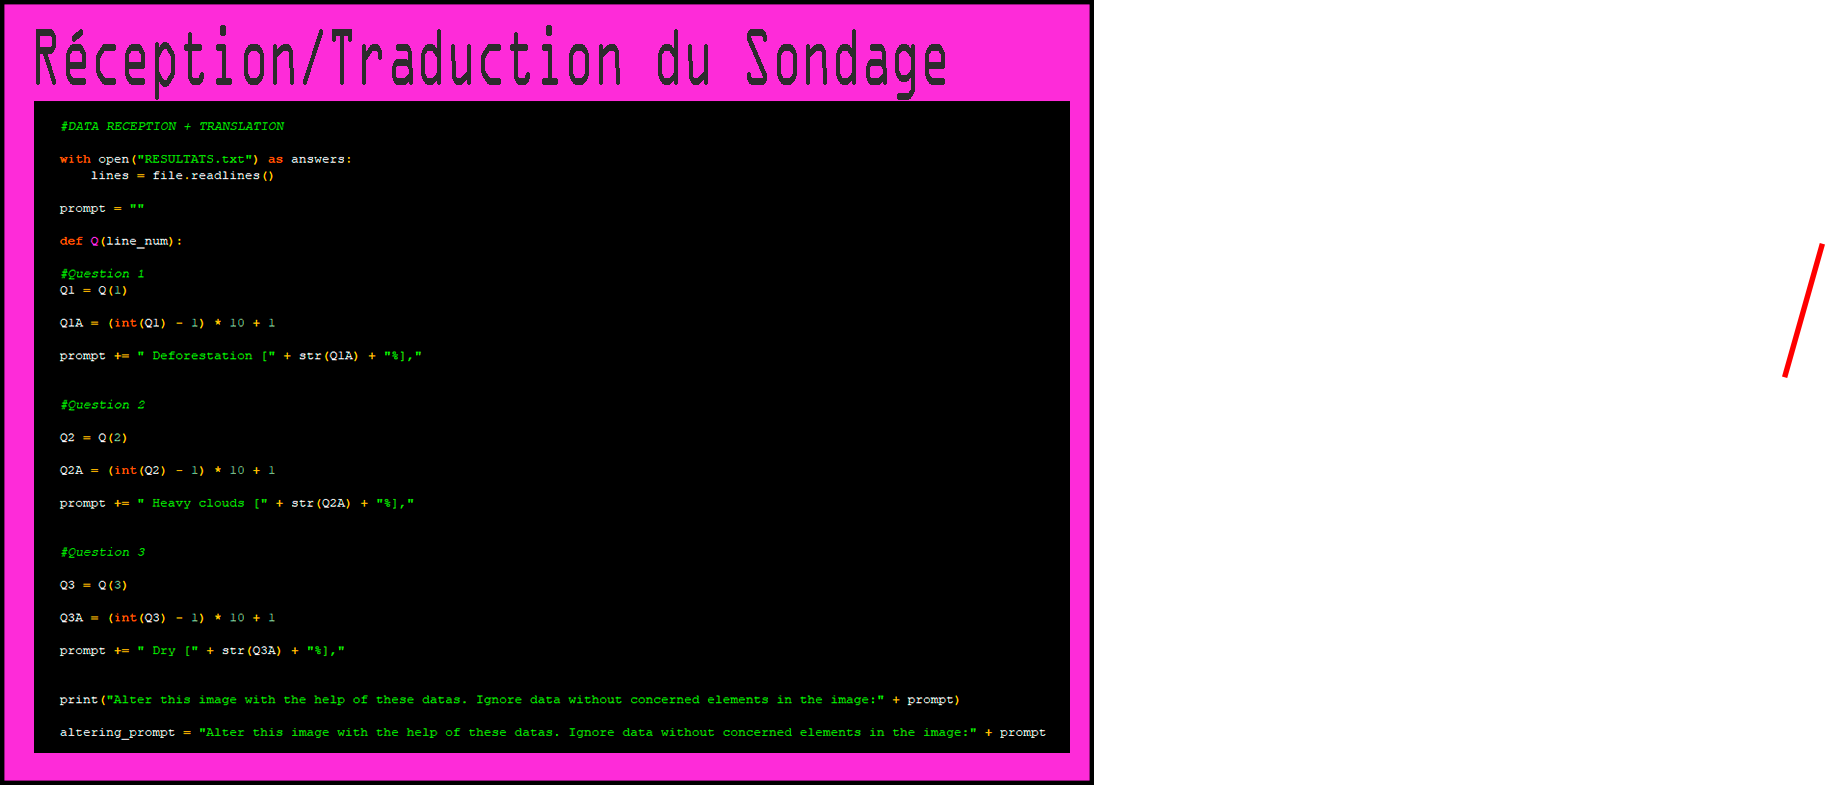 Réception/Traduction du Sondage
#DATA RECEPTION + TRANSLATION
with open("RESULTATS.txt") as answers:
lines = file.readlines()
prompt = ""
def Q(line_num):
#Question 1
Q1 = Q(1)
Q1A = (int(Q1) - 1) * 10 + 1
prompt += " Deforestation [" + str(Q1A) + "%],"
#Question 2
Q2 = Q(2)
Q2A = (int(Q2) - 1) * 10 + 1
prompt += " Heavy clouds [" + str(Q2A) + "%],"
#Question 3
Q3 = Q(3)
Q3A = (int(Q3) - 1) * 10 + 1
prompt += " Dry [" + str(Q3A) + "%],"
print("Alter this image with the help of these datas. Ignore data without concerned elements in the image:" + prompt)
altering_prompt = "Alter this image with the help of these datas. Ignore data without concerned elements in the image:" + prompt